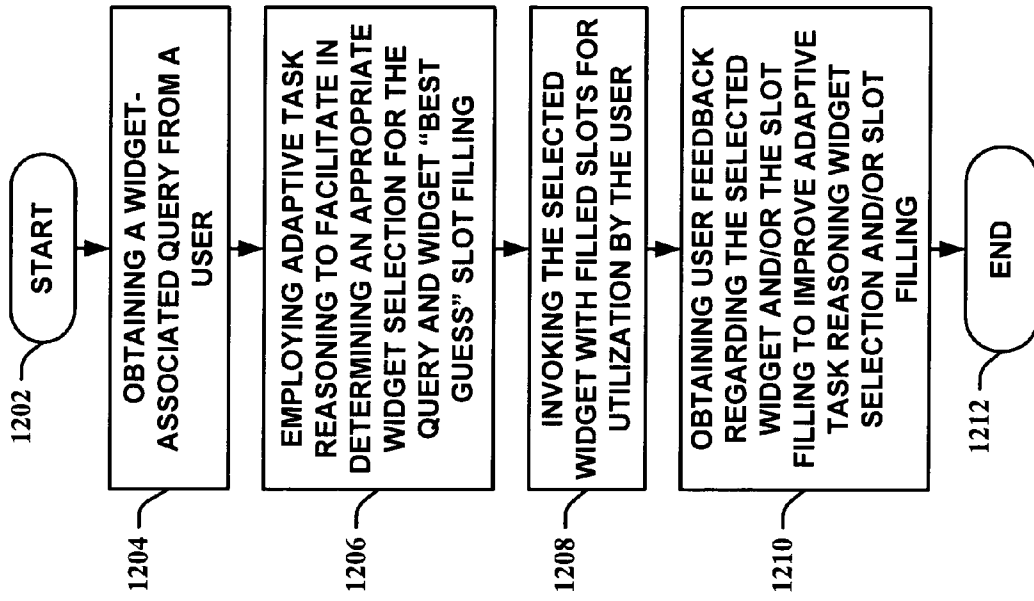 START
1202
OBTAINING A WIDGET-
ASSOCIATED QUERY FROM A
USER
1204
EMPLOYING ADAPTIVE TASK
REASONING TO FACILITATE IN
DETERMINING AN APPROPRIATE
WIDGET SELECTION FOR THE
QUERY AND WIDGET “BEST
GUESS” SLOT FILLING
1206
INVOKING THE SELECTED
WIDGET WITH FILLED SLOTS FOR
UTILIZATION BY THE USER
1208
OBTAINING USER FEEDBACK
REGARDING THE SELECTED
WIDGET AND/OR THE SLOT
FILLING TO IMPROVE ADAPTIVE
TASK REASONING WIDGET
SELECTION AND/OR SLOT
FILLING
1210
END
1212